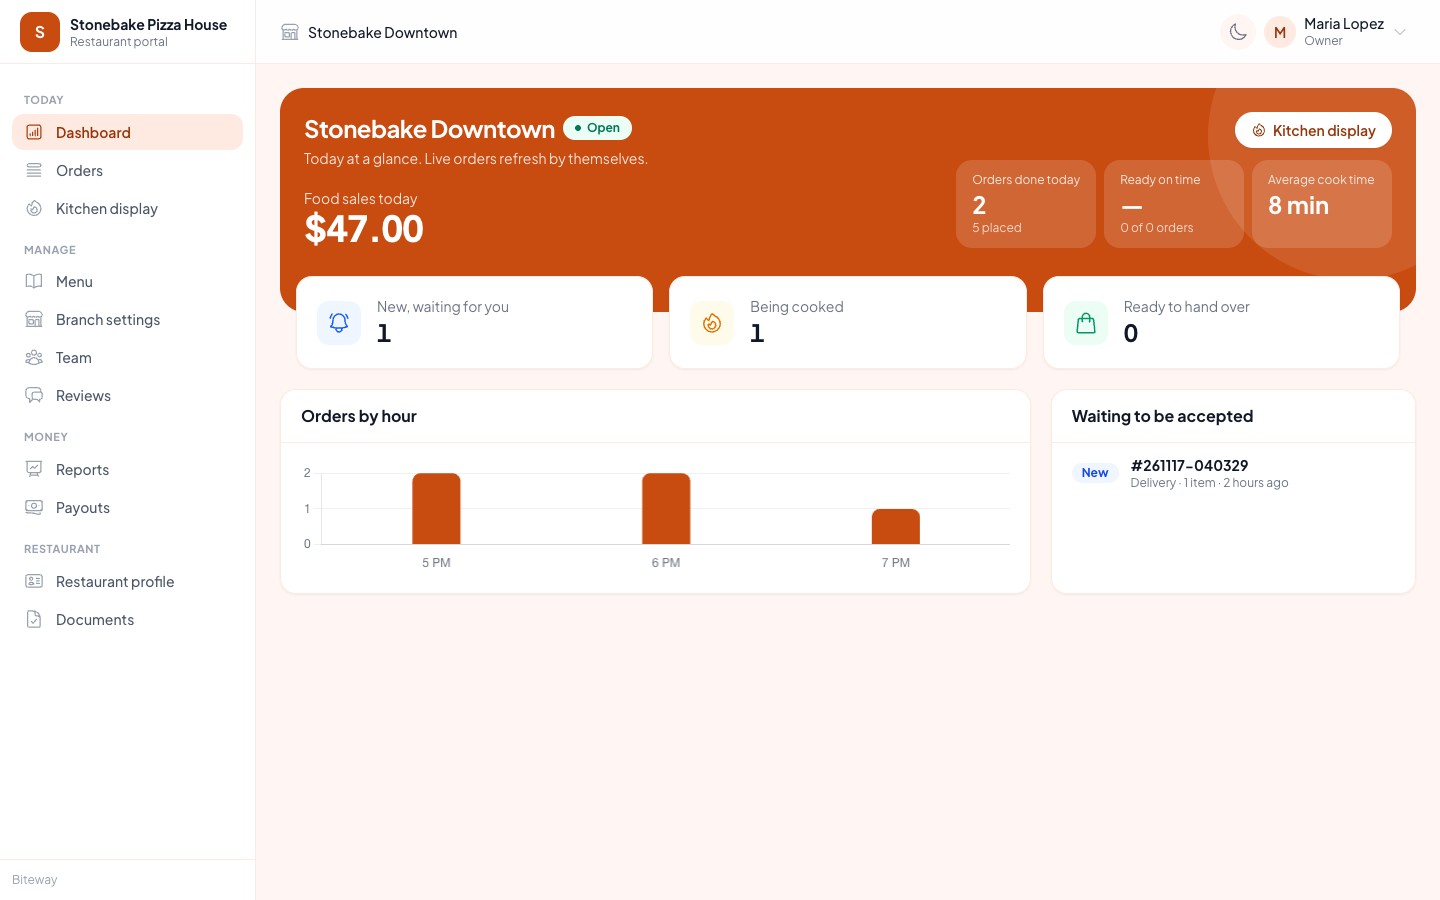 S
Stonebake Pizza House
Restaurant portal
TODAY
Dashboard
Orders
Kitchen display
MANAGE
Menu
Branch settings
Team
Reviews
MONEY
Reports
Payouts
RESTAURANT
Restaurant profile
Documents
Biteway
Stonebake Downtown
M
Maria Lopez
Owner
Stonebake Downtown
Open
Today at a glance. Live orders refresh by themselves.
Food sales today
$47.00
Kitchen display
Orders done today
2
5 placed
Ready on time
—
0 of 0 orders
Average cook time
8 min
New, waiting for you
1
Being cooked
1
Ready to hand over
0
Orders by hour
2
1
0
5 PM
6 PM
7 PM
Waiting to be accepted
New
#261117-040329
Delivery · 1 item · 2 hours ago